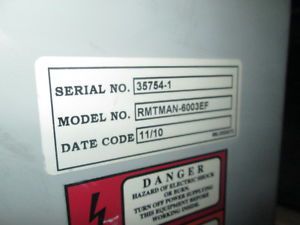 SERIAL NO. 35754-1
MODEL NO. RMTMAN-6003EF
DATE CODE 11/10
DANGER
HAZARD OF ELECTRIC SHOCK
OR BURN.
TURN OFF POWER SUPPLYING
THIS EQUIPMENT BEFORE
WORKING INSIDE.